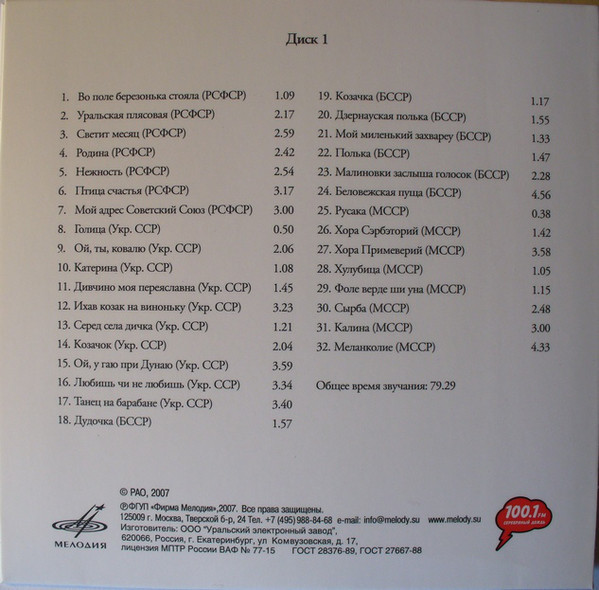 Диск 1
1. Во поле березонька стояла (РСФСР) 1.09
2. Уральская плясовая (РСФСР) 2.17
3. Светит месяц (РСФСР) 2.59
4. Родина (РСФСР) 2.42
5. Нежность (РСФСР) 2.54
6. Птица счастья (РСФСР) 3.17
7. Мой адрес Советский Союз (РСФСР) 3.00
8. Голица (Укр. ССР) 0.50
9. Ой, ты, ковалю (Укр. ССР) 2.06
10. Катерина (Укр. ССР) 1.08
11. Дивчино моя переяславна (Укр. ССР) 1.45
12. Ихав козак на виноньку (Укр. ССР) 3.23
13. Серед села дичка (Укр. ССР) 1.21
14. Козачок (Укр. ССР) 2.04
15. Ой, у гаю при Дунаю (Укр. ССР) 3.59
16. Любишь чи не любишь (Укр. ССР) 3.34
17. Танец на барабане (Укр. ССР) 3.40
18. Дудочка (БССР) 1.57
19. Козачка (БССР) 1.17
20. Дзернауская полька (БССР) 1.55
21. Мой миленький захвареу (БССР) 1.33
22. Полька (БССР) 1.47
23. Малиновки заслыша голосок (БССР) 2.28
24. Беловежская пуща (БССР) 4.56
25. Русака (МССР) 0.38
26. Хора Сэрбэторий (МССР) 1.42
27. Хора Примеверий (МССР) 3.58
28. Хулубица (МССР) 1.05
29. Фоле верде ши уна (МССР) 1.15
30. Сырба (МССР) 2.48
31. Калина (МССР) 3.00
32. Меланколие (МССР) 4.33
Общее время звучания: 79.29
© РАО, 2007
℗ФГУП «Фирма Мелодия»,2007. Все права защищены.
125009 г. Москва, Тверской б-р, 24 Тел. +7 (495) 988-84-68 e-mail: info@melody.su www.melody.su
Изготовитель: ООО "Уральский электронный завод",
620066, Россия, г. Екатеринбург, ул Комвузовская, д. 17,
лицензия МПТР России ВАФ № 77-15 ГОСТ 28376-89, ГОСТ 27667-88
МЕЛОДИЯ
100.1 FM
СЕРЕБРЯНЫЙ ДОЖДЬ